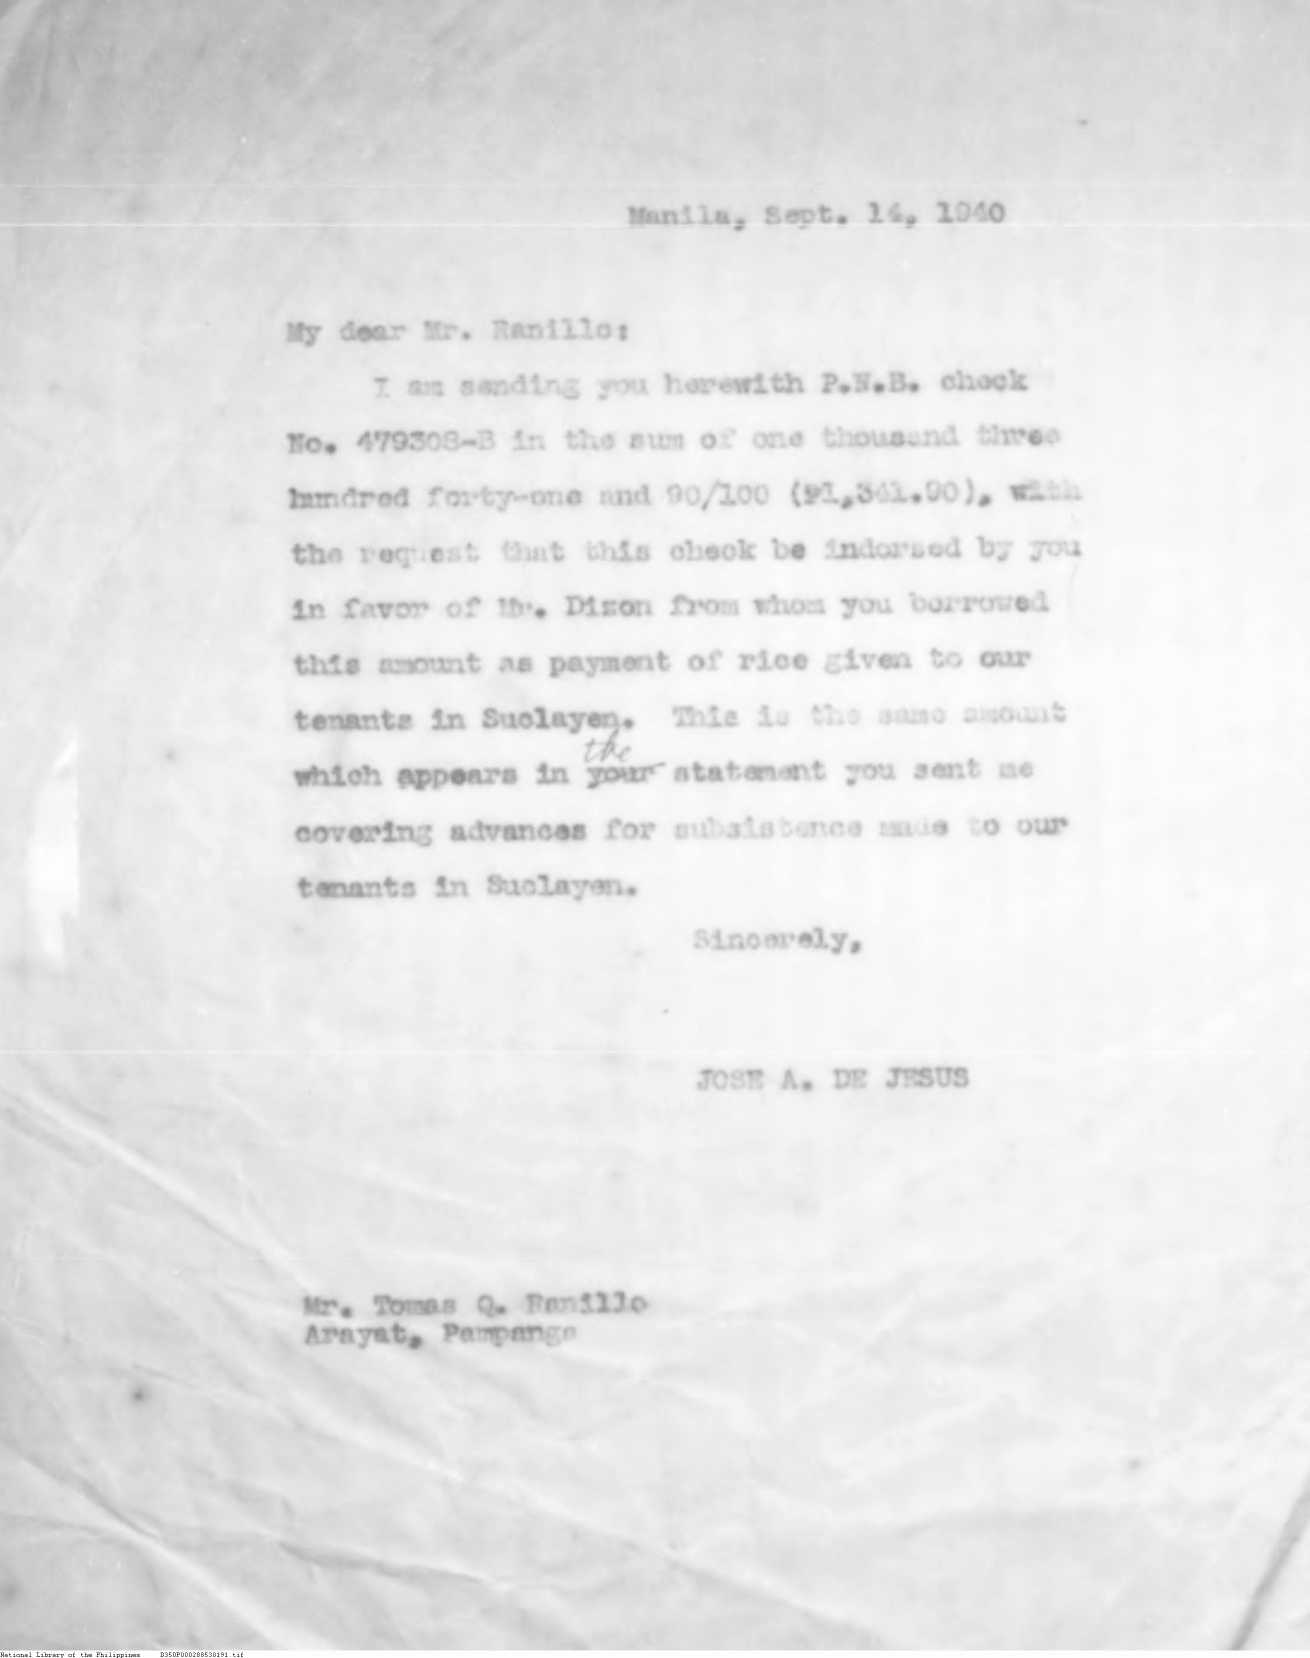 Manila, Sept. 14, 1940
My dear Mr. Ranillo:
I am sending you herewith P.N.B. check
No. 479308-B in the sum of one thousand three
hundred forty-one and 90/100 (₱1,341.90), with
the request that this check be indorsed by you
in favor of Mr. Dizon from whom you borrowed
this amount as payment of rice given to our
tenants in Suclayen. This is the same amount
the
which appears in your statement you sent me
covering advances for subsistence made to our
tenants in Suclayen.
Sincerely,
JOSE A. DE JESUS
Mr. Tomas Q. Ranillo
Arayat, Pampanga
National Library of the Philippines B350P000288530191.tif